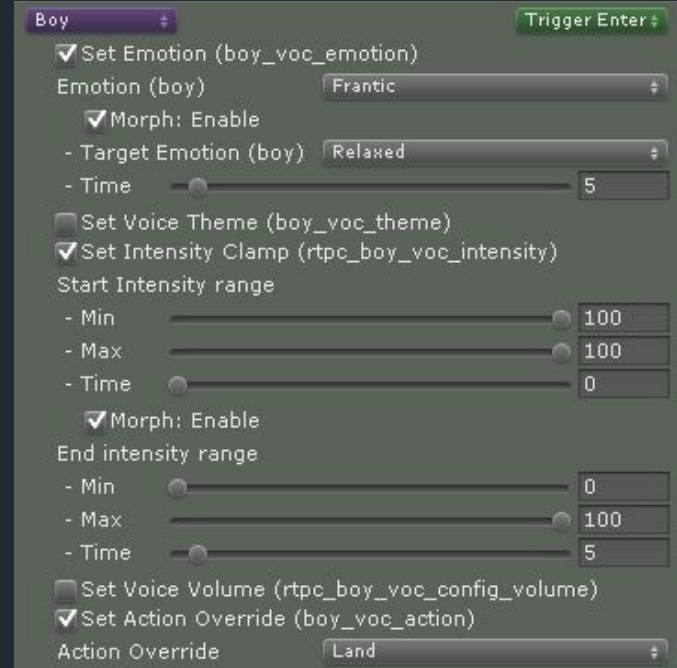 Boy Trigger Enter
Set Emotion (boy_voc_emotion)
Emotion (boy) Frantic
Morph: Enable
- Target Emotion (boy) Relaxed
- Time 5
Set Voice Theme (boy_voc_theme)
Set Intensity Clamp (rtpc_boy_voc_intensity)
Start Intensity range
- Min 100
- Max 100
- Time 0
Morph: Enable
End intensity range
- Min 0
- Max 100
- Time 5
Set Voice Volume (rtpc_boy_voc_config_volume)
Set Action Override (boy_voc_action)
Action Override Land